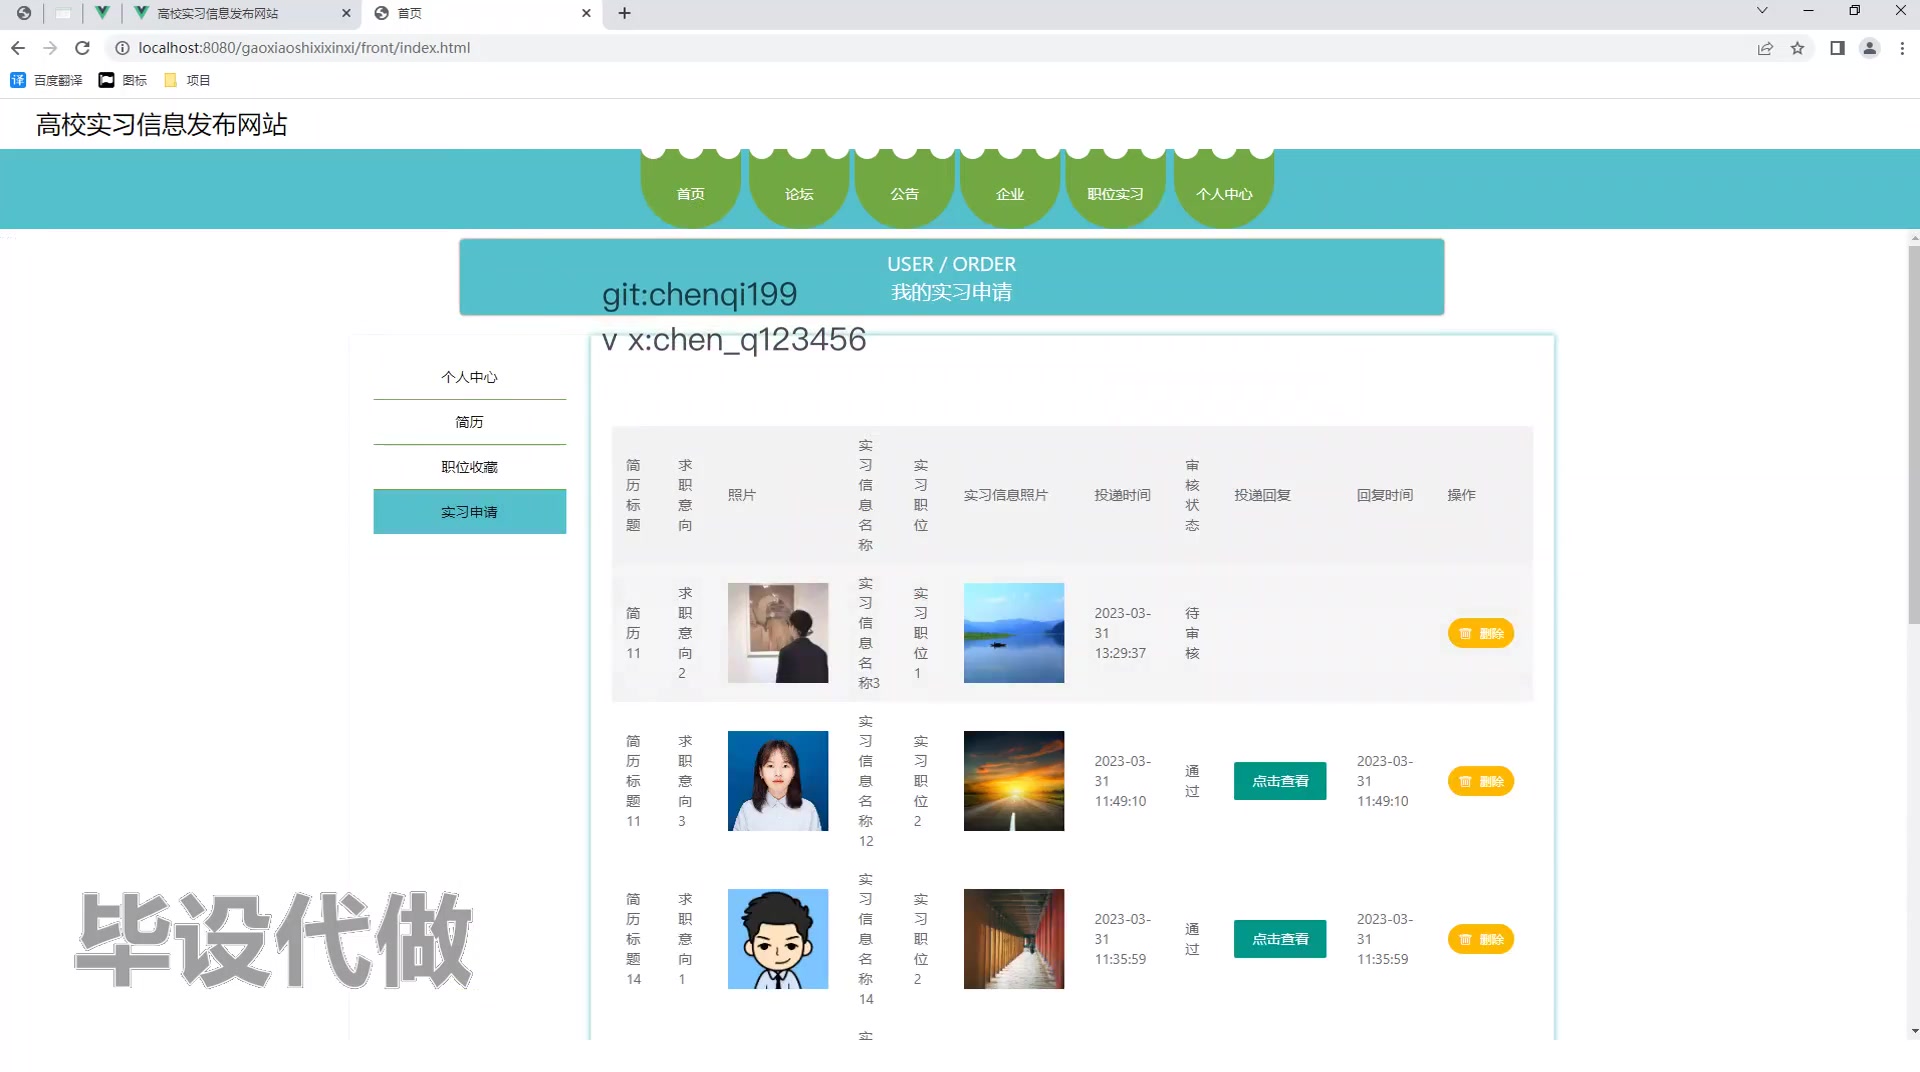 高校实习信息发布网站
首页
localhost:8080/gaoxiaoshixixinxi/front/index.html
译 百度翻译 图标 项目
高校实习信息发布网站
首页 论坛 公告 企业 职位实习 个人中心
USER / ORDER
我的实习申请
git:chenqi199
v x:chen_q123456
个人中心
简历
职位收藏
实习申请
简历标题
求职意向
照片
实习信息名称
实习职位
实习信息照片
投递时间
审核状态
投递回复
回复时间
操作
简历11
求职意向2
实习信息名称3
实习职位1
2023-03-
31
13:29:37
待审核
删除
简历标题11
求职意向3
实习信息名称12
实习职位2
2023-03-
31
11:49:10
通过
点击查看
2023-03-
31
11:49:10
删除
简历标题14
求职意向1
实习信息名称14
实习职位2
2023-03-
31
11:35:59
通过
点击查看
2023-03-
31
11:35:59
删除
实
毕设代做